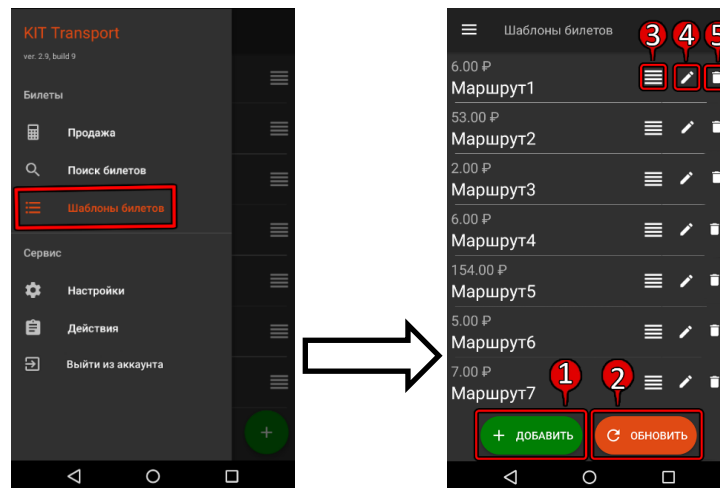 KIT Transport
ver. 2.9, build 9
Билеты
Продажа
Поиск билетов
Шаблоны билетов
Сервис
Настройки
Действия
Выйти из аккаунта
+
Шаблоны билетов
3 4 5
6.00 ₽
Маршрут1
53.00 ₽
Маршрут2
2.00 ₽
Маршрут3
6.00 ₽
Маршрут4
154.00 ₽
Маршрут5
5.00 ₽
Маршрут6
7.00 ₽
Маршрут7
1 2
+ ДОБАВИТЬ
ОБНОВИТЬ